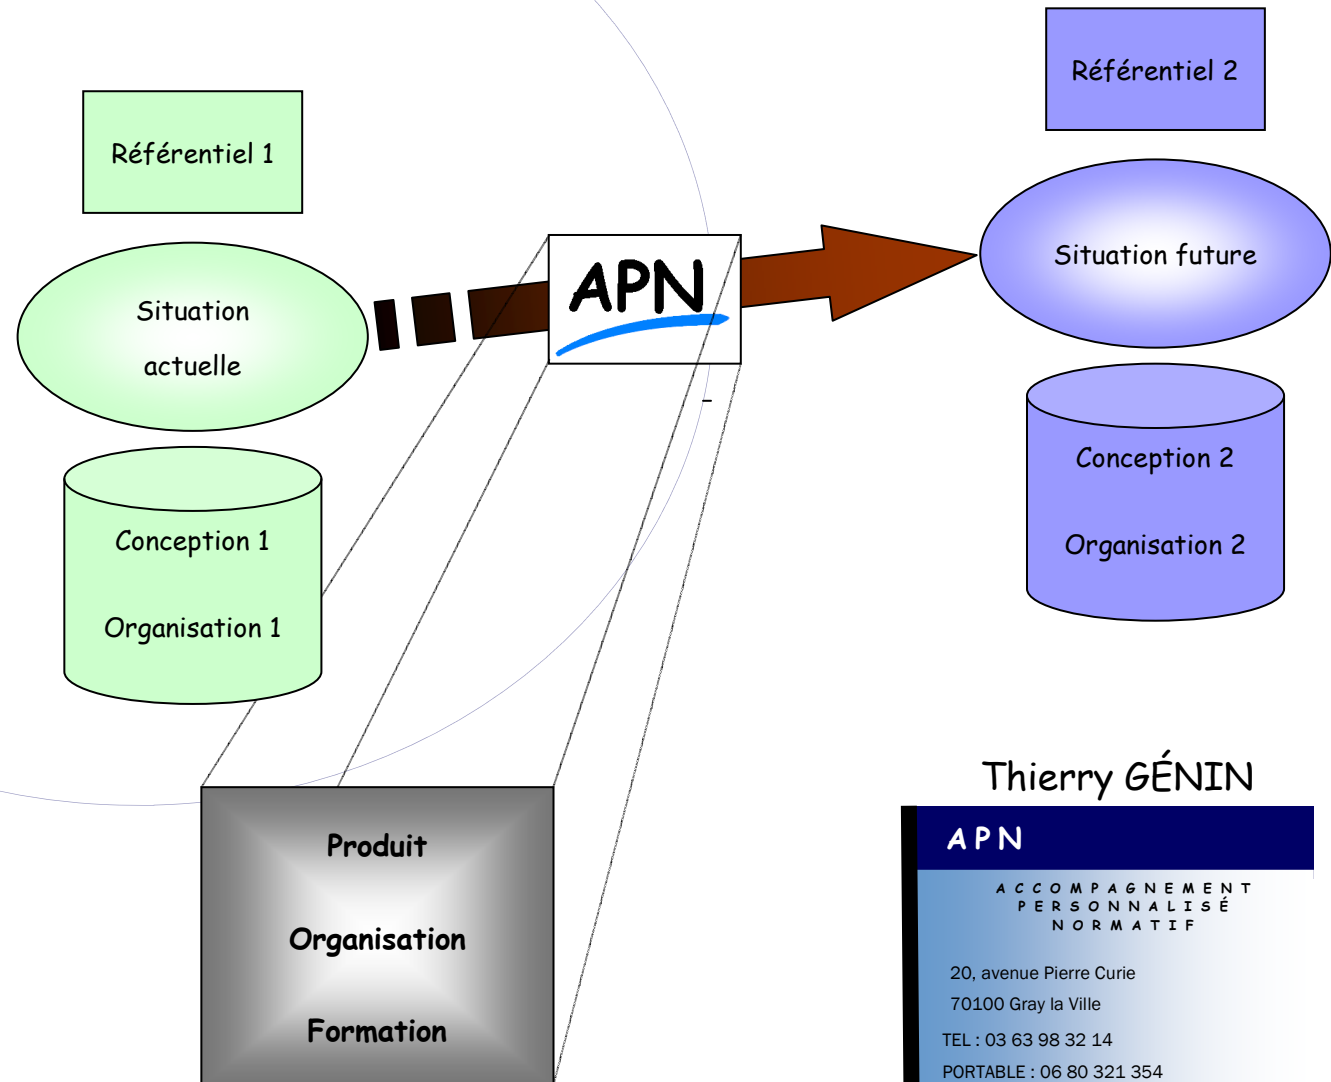 Référentiel 1
Situation
actuelle
Conception 1
Organisation 1
APN
Référentiel 2
Situation future
Conception 2
Organisation 2
Produit
Organisation
Formation
Thierry GÉNIN
APN
ACCOMPAGNEMENT
PERSONNALISÉ
NORMATIF
20, avenue Pierre Curie
70100 Gray la Ville
TEL : 03 63 98 32 14
PORTABLE : 06 80 321 354